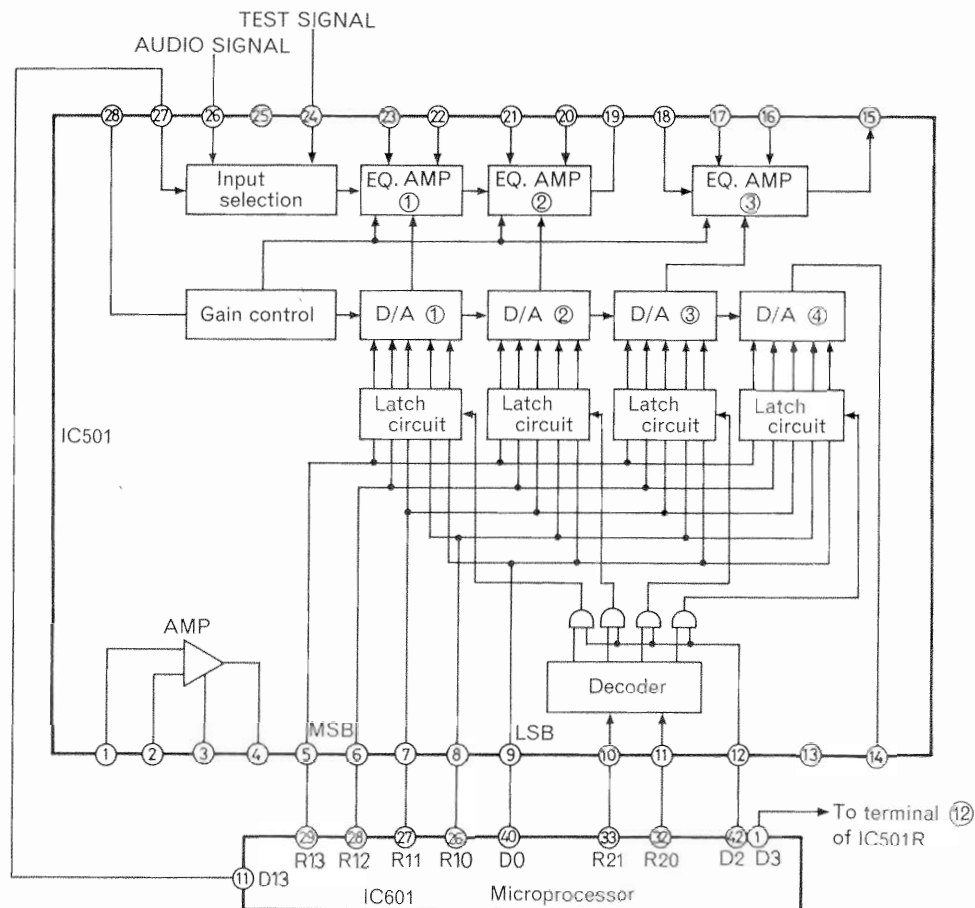 TEST SIGNAL
AUDIO SIGNAL
28 27 26 25 24 23 22 21 20 19 18 17 16 15
Input selection
EQ. AMP ①
EQ. AMP ②
EQ. AMP ③
Gain control
D/A ①
D/A ②
D/A ③
D/A ④
Latch circuit
Latch circuit
Latch circuit
Latch circuit
IC501
AMP
Decoder
MSB
LSB
1 2 3 4 5 6 7 8 9 10 11 12 13 14
To terminal ⑫
of IC501R
29 28 27 26 40 33 32 42 1
R13 R12 R11 R10 D0 R21 R20 D2 D3
11 D13
IC601 Microprocessor